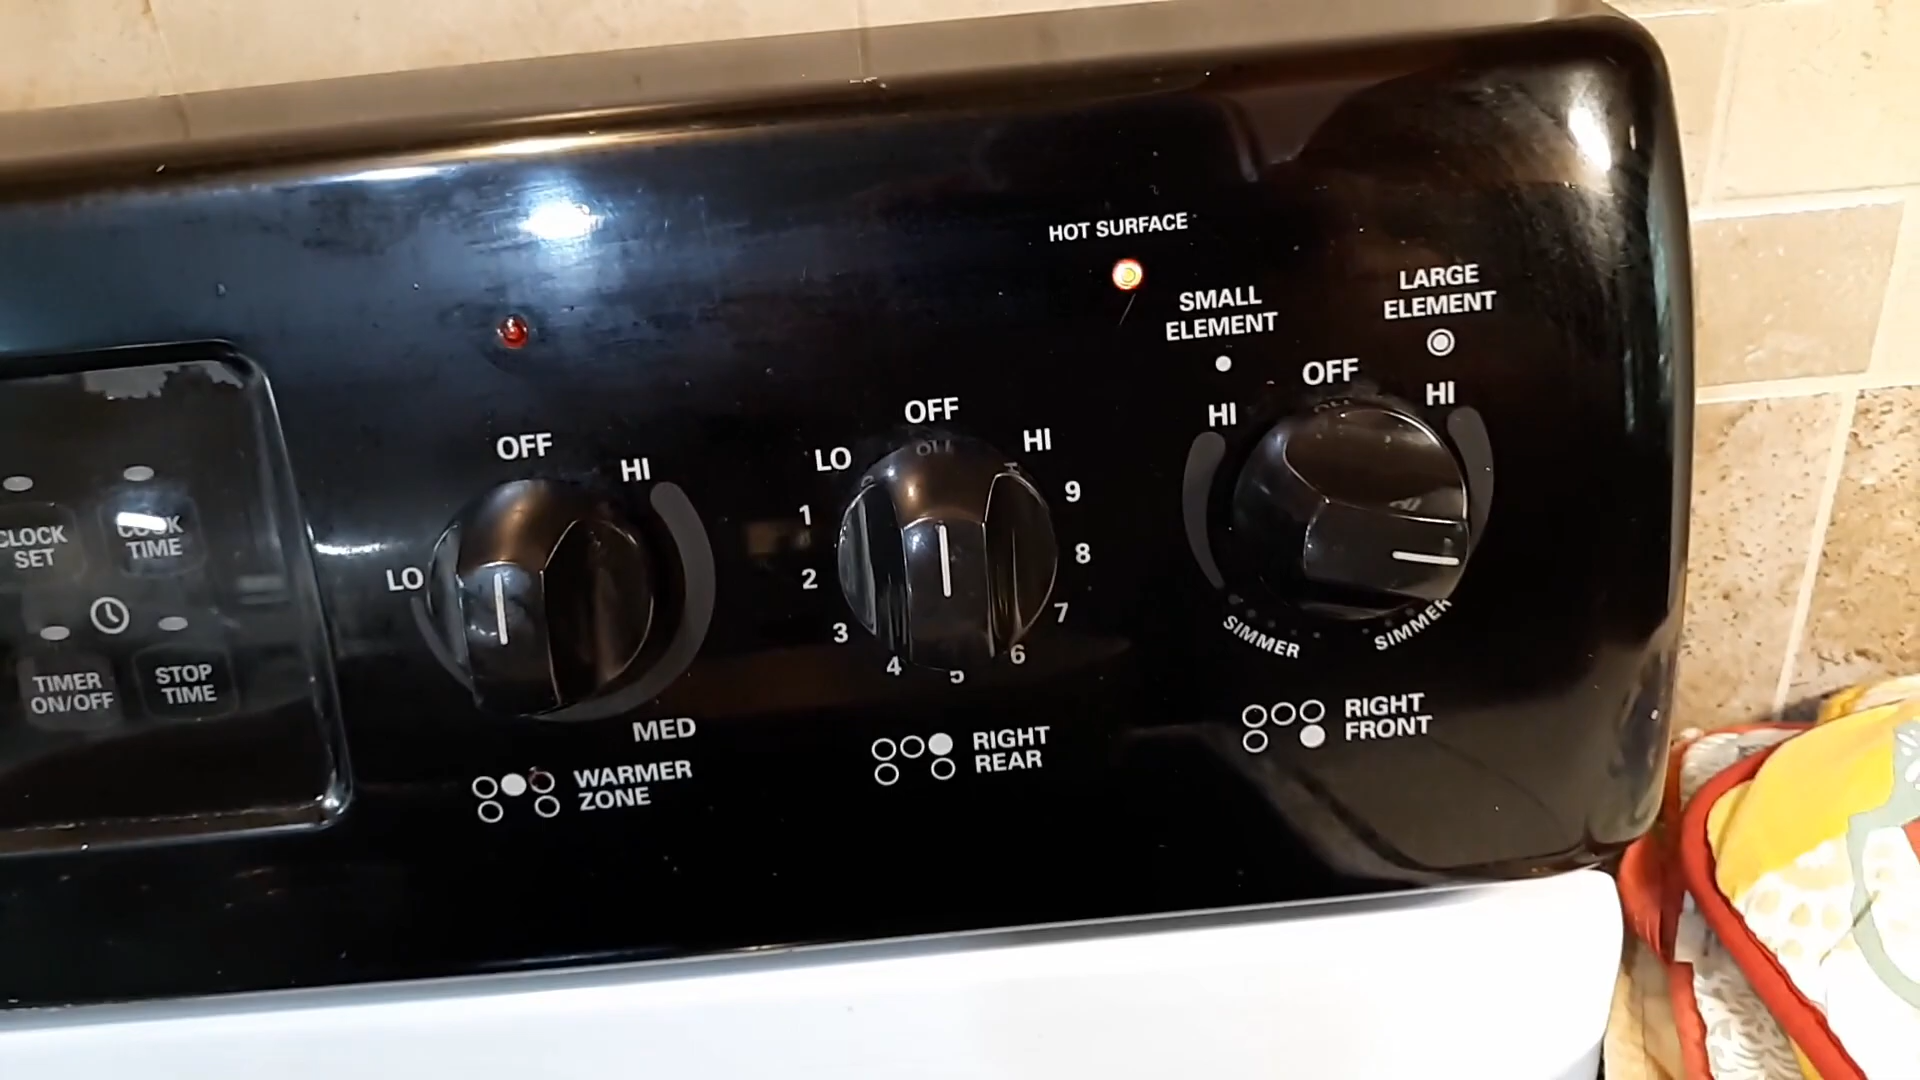 HOT SURFACE
SMALL
ELEMENT
LARGE
ELEMENT
OFF
HI
HI
SIMMER
SIMMER
RIGHT
FRONT
OFF
LO
HI
1
2
3
4
5
6
7
8
9
RIGHT
REAR
OFF
HI
LO
MED
WARMER
ZONE
CLOCK
SET
COOK
TIME
TIMER
ON/OFF
STOP
TIME